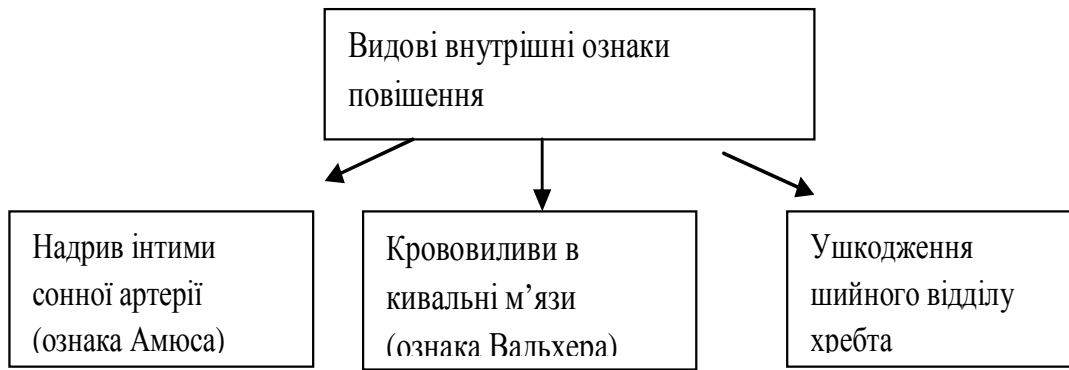 Видові внутрішні ознаки
повішення
Надрив інтими
сонної артерії
(ознака Амюса)
Крововиливи в
кивальні м’язи
(ознака Вальхера)
Ушкодження
шийного відділу
хребта